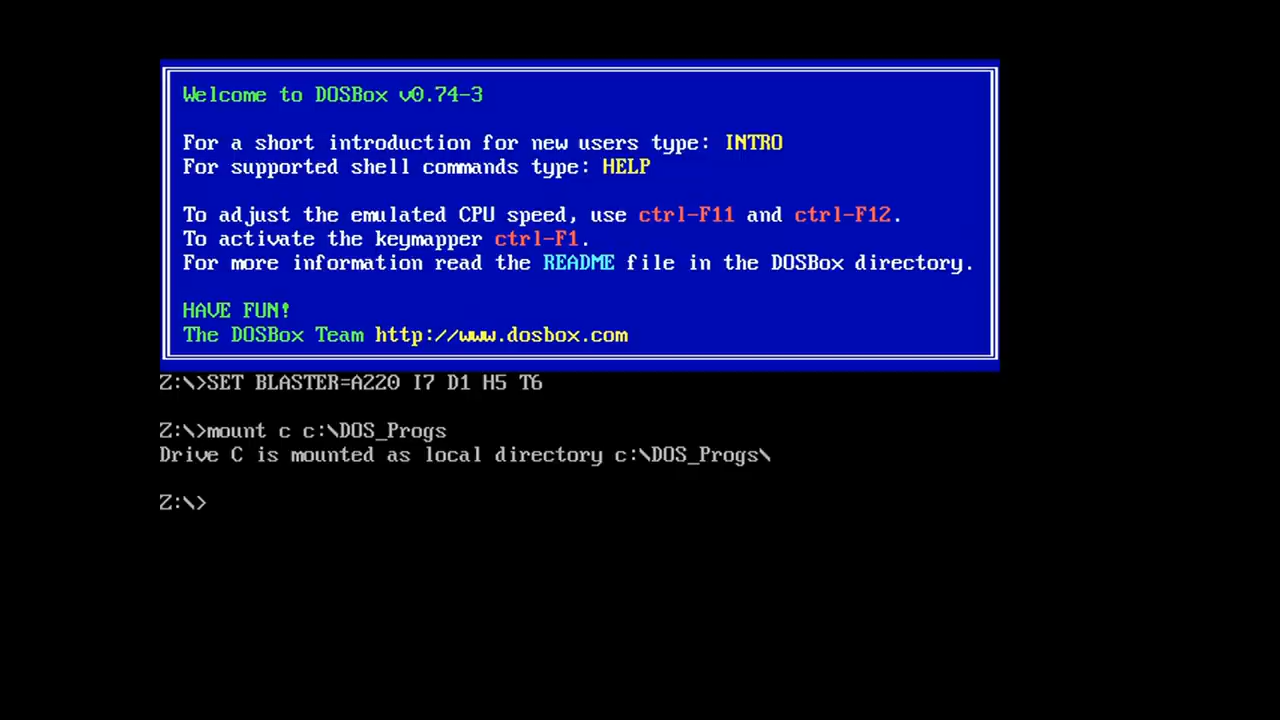 Welcome to DOSBox v0.74-3
For a short introduction for new users type: INTRO
For supported shell commands type: HELP
To adjust the emulated CPU speed, use ctrl-F11 and ctrl-F12.
To activate the keymapper ctrl-F1.
For more information read the README file in the DOSBox directory.
HAVE FUN!
The DOSBox Team http://www.dosbox.com
Z:\>SET BLASTER=A220 I7 D1 H5 T6
Z:\>mount c c:\DOS_Progs
Drive C is mounted as local directory c:\DOS_Progs\
Z:\>